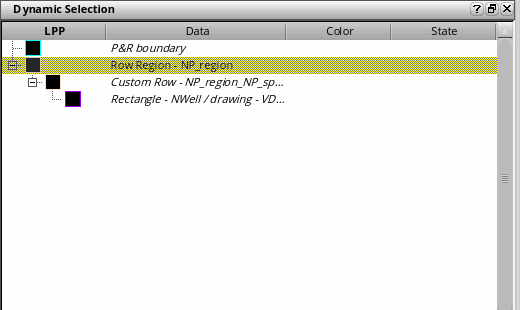 Dynamic Selection
LPP Data Color State
P&R boundary
Row Region - NP_region
Custom Row - NP_region_NP_sp...
Rectangle - NWell / drawing - VD...